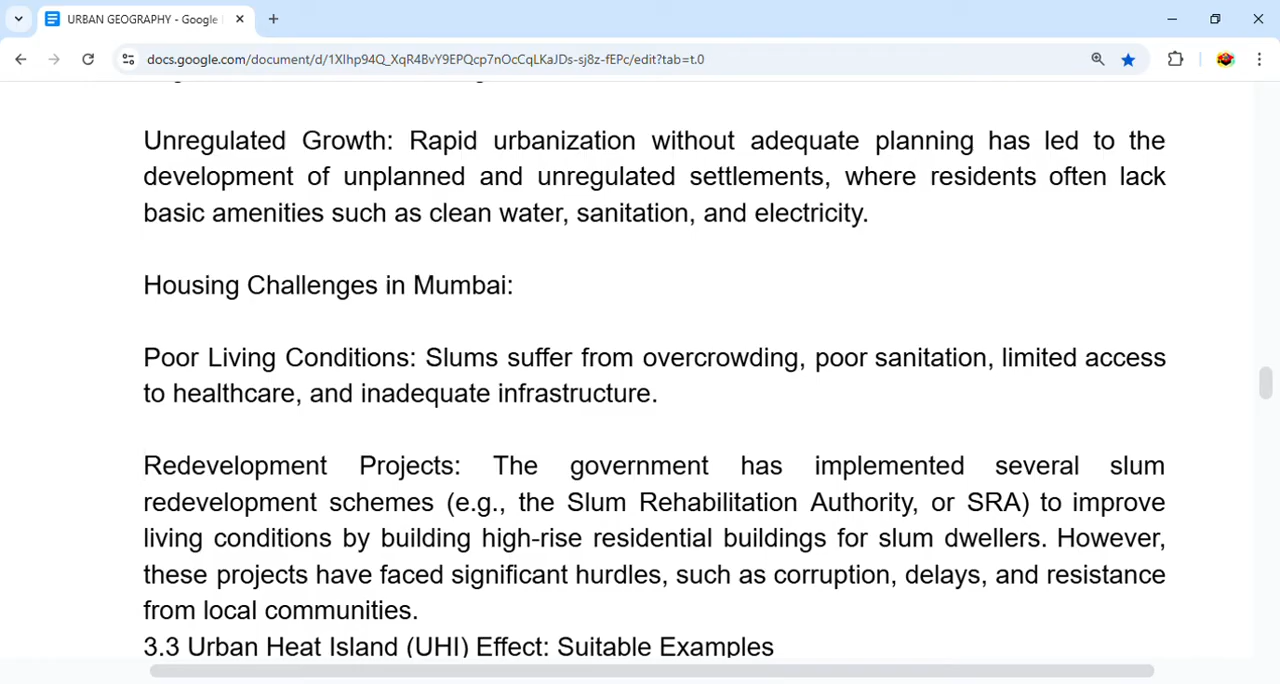 URBAN GEOGRAPHY - Google
docs.google.com/document/d/1XIhp94Q_XqR4BvY9EPQcp7nOcCqLKaJDs-sj8z-fEPc/edit?tab=t.0
Unregulated Growth: Rapid urbanization without adequate planning has led to the
development of unplanned and unregulated settlements, where residents often lack
basic amenities such as clean water, sanitation, and electricity.
Housing Challenges in Mumbai:
Poor Living Conditions: Slums suffer from overcrowding, poor sanitation, limited access
to healthcare, and inadequate infrastructure.
Redevelopment Projects: The government has implemented several slum
redevelopment schemes (e.g., the Slum Rehabilitation Authority, or SRA) to improve
living conditions by building high-rise residential buildings for slum dwellers. However,
these projects have faced significant hurdles, such as corruption, delays, and resistance
from local communities.
3.3 Urban Heat Island (UHI) Effect: Suitable Examples